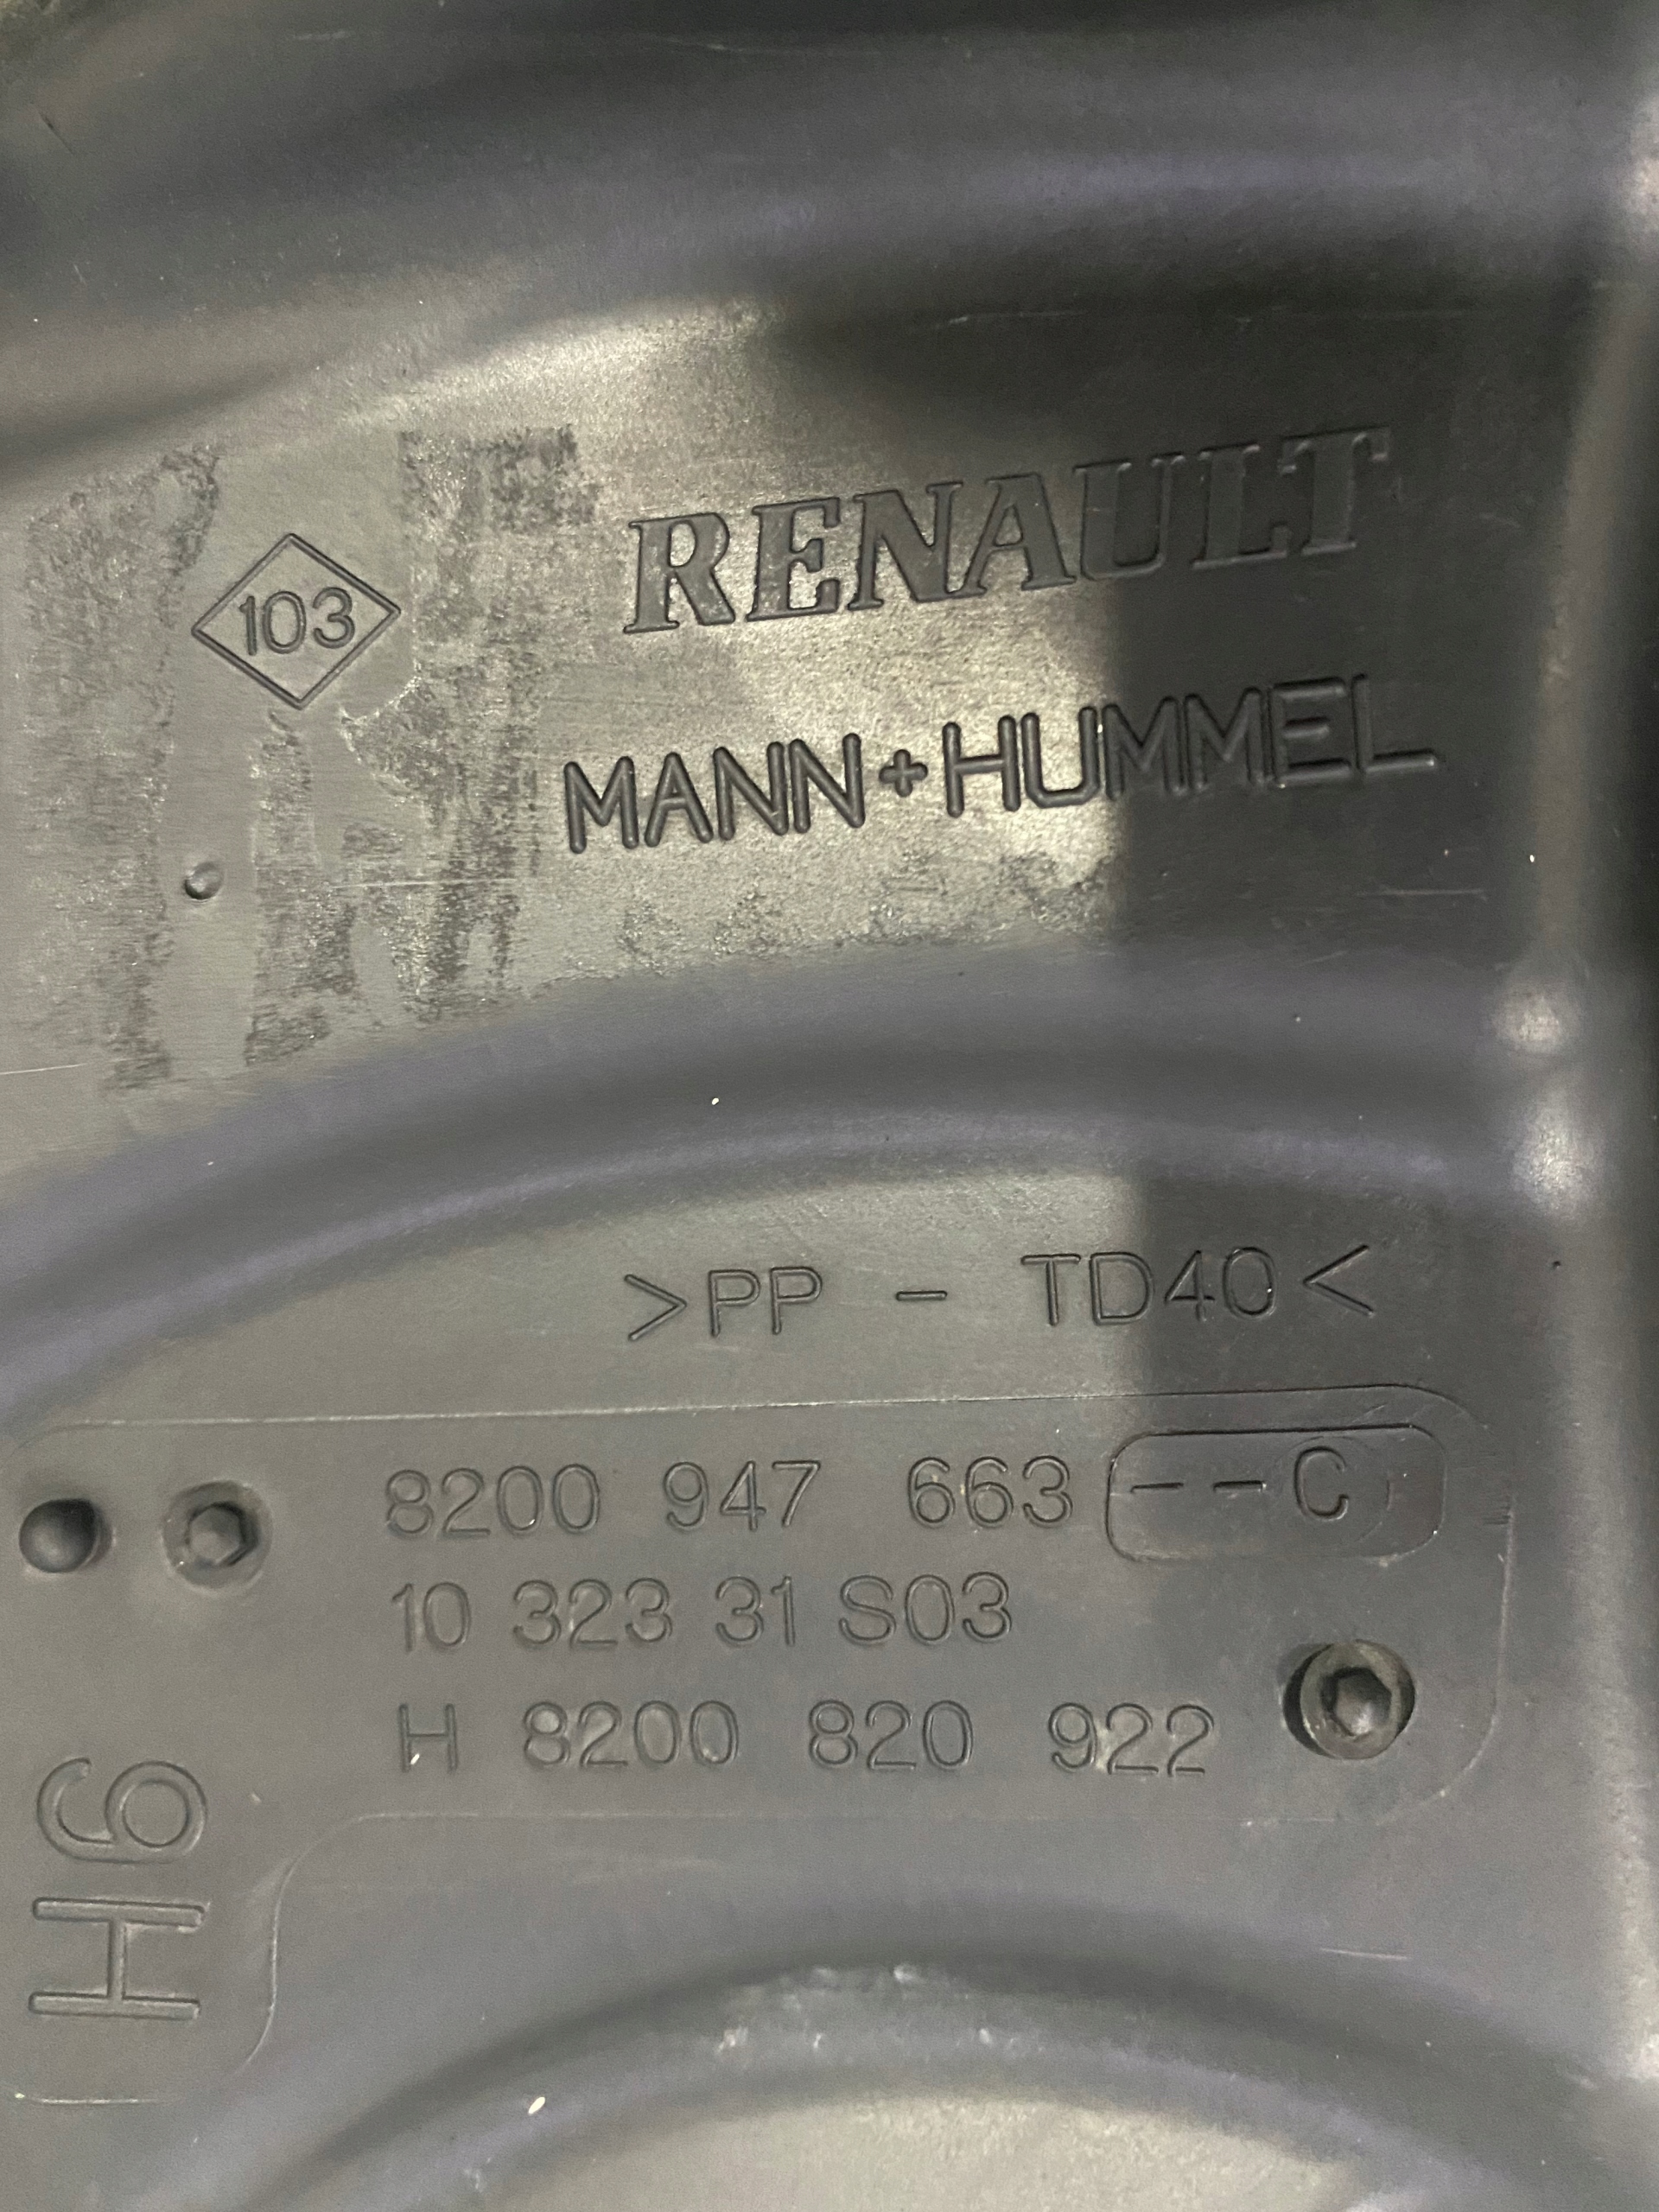 RENAULT
103
MANN+HUMMEL
>PP - TD40<
8200 947 663 --C
10 323 31 S03
H 8200 820 922
H6